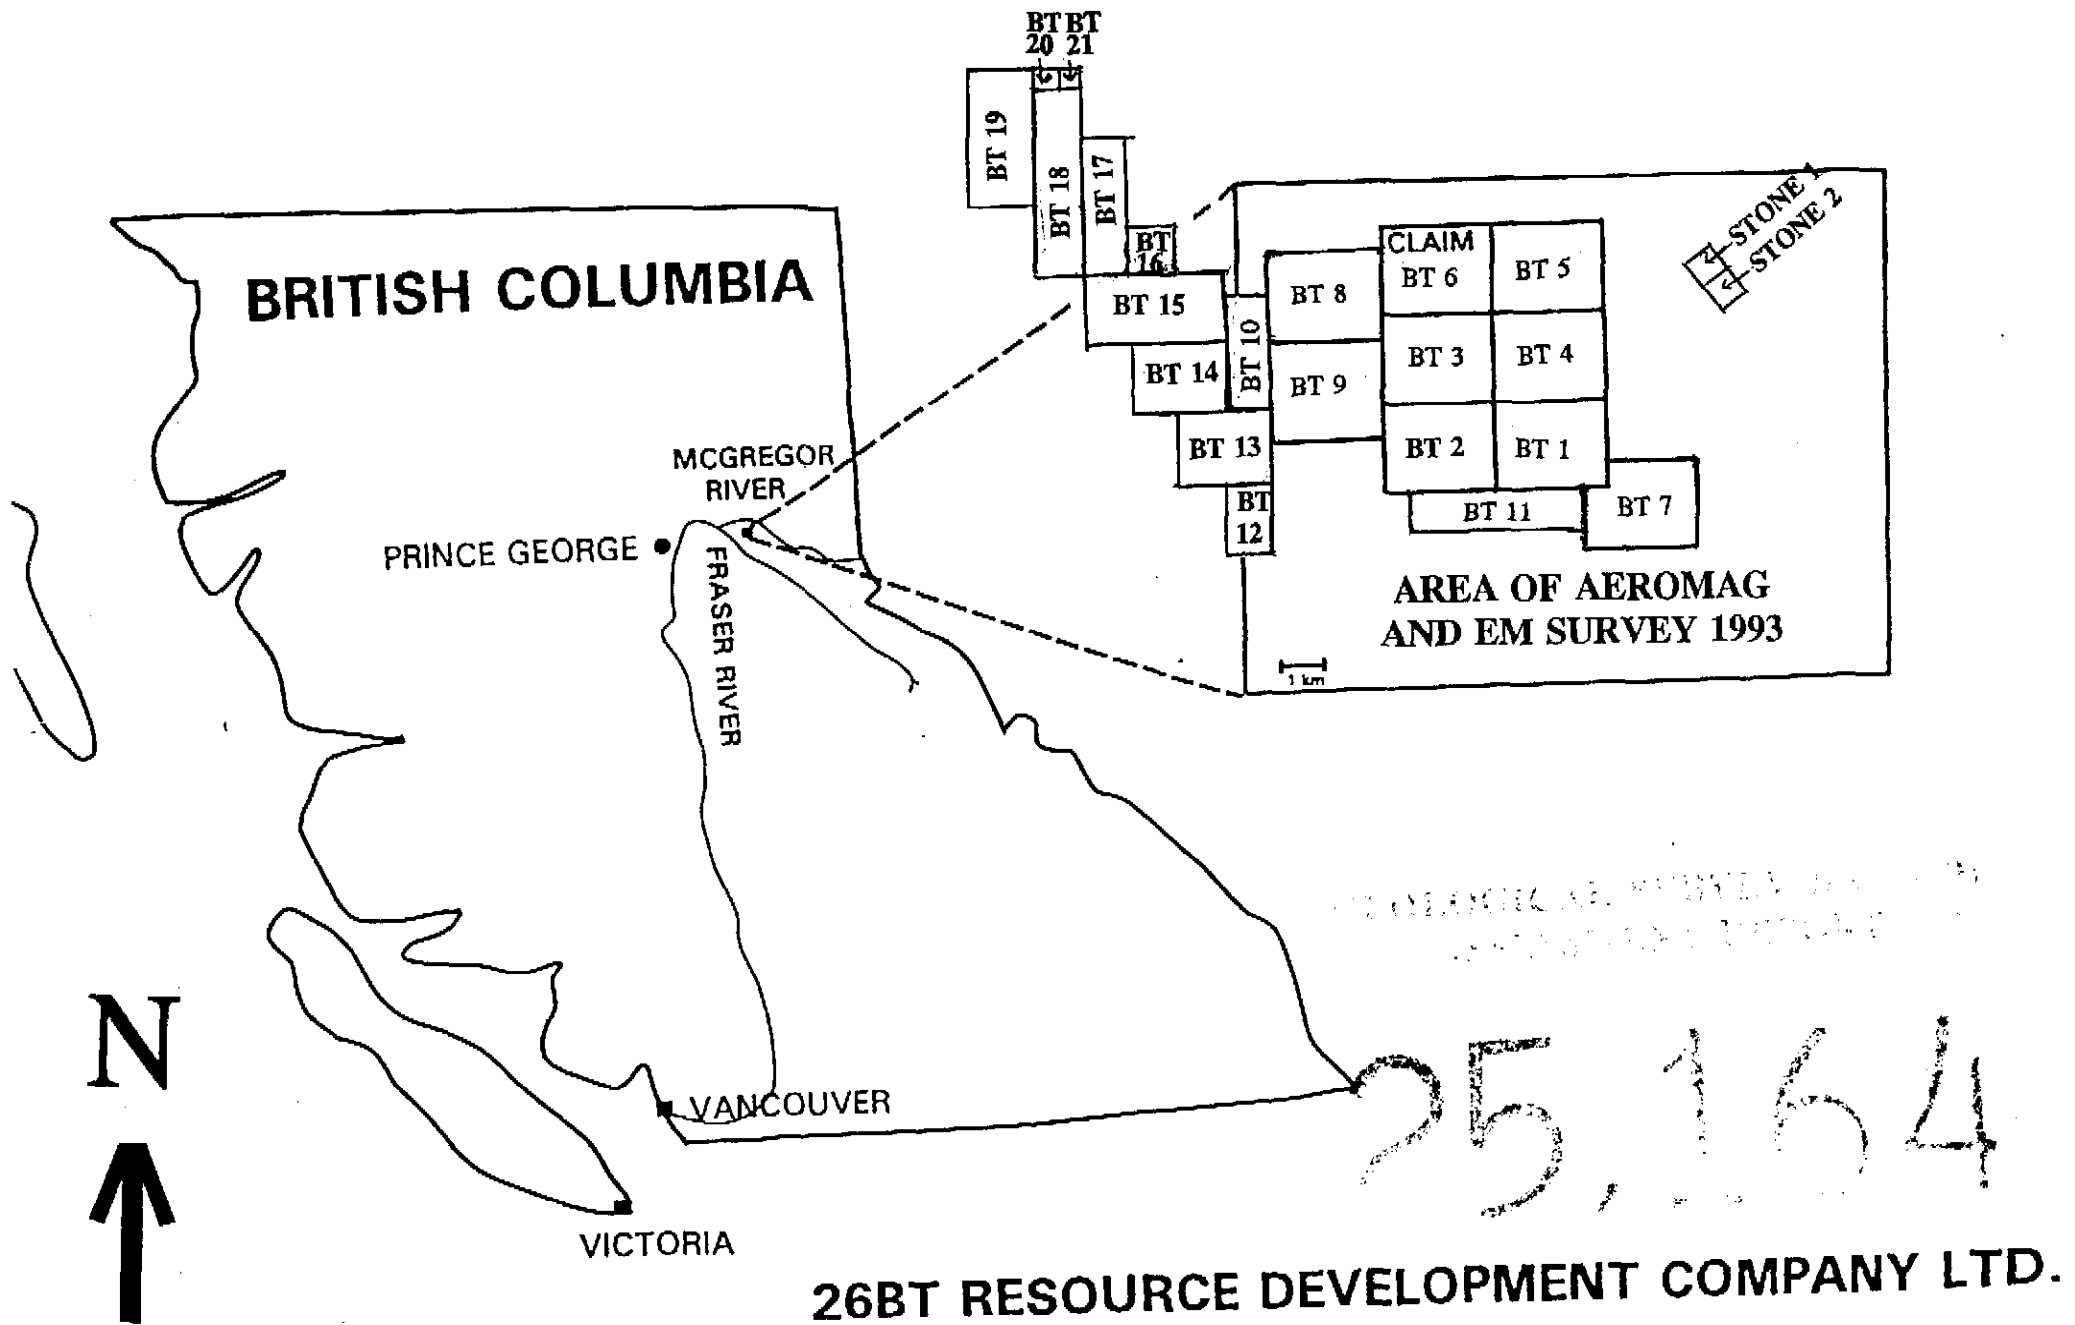 BT BT
20 21
BT 19
BT 18
BT 17
BT
16
BT 15
BT 14
BT 10
BT 13
BT
12
BT 8
BT 9
CLAIM
BT 6
BT 5
BT 3
BT 4
BT 2
BT 1
BT 11
BT 7
STONE 1
STONE 2
AREA OF AEROMAG
AND EM SURVEY 1993
1 km
BRITISH COLUMBIA
MCGREGOR
RIVER
PRINCE GEORGE
FRASER RIVER
N
VANCOUVER
VICTORIA
25,164
26BT RESOURCE DEVELOPMENT COMPANY LTD.